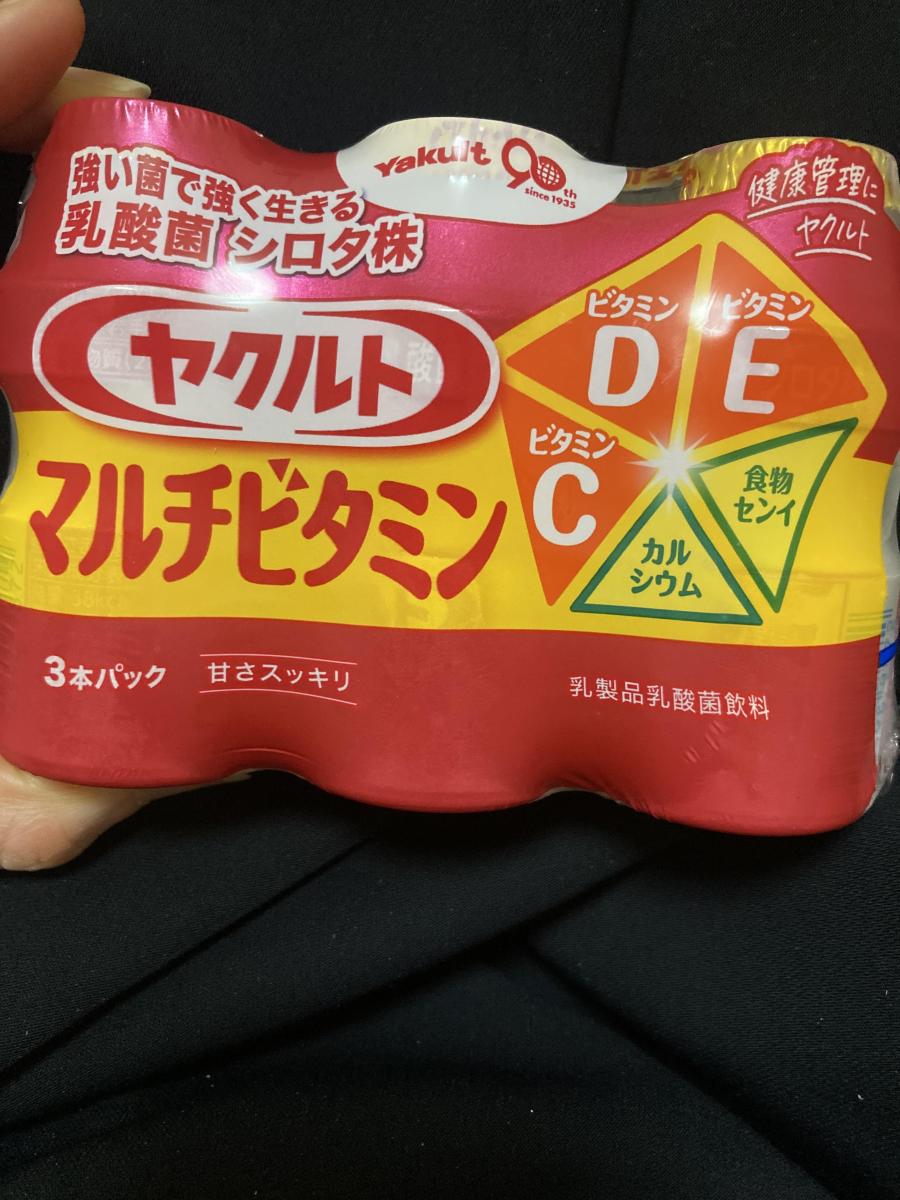 強い菌で強く生きる
乳酸菌 シロタ株
Yakult 90th
since 1935
健康管理に
ヤクルト
ヤクルト
マルチビタミン
ビタミン
D
ビタミン
E
ビタミン
C
カル
シウム
食物
センイ
3本パック
甘さスッキリ
乳製品乳酸菌飲料